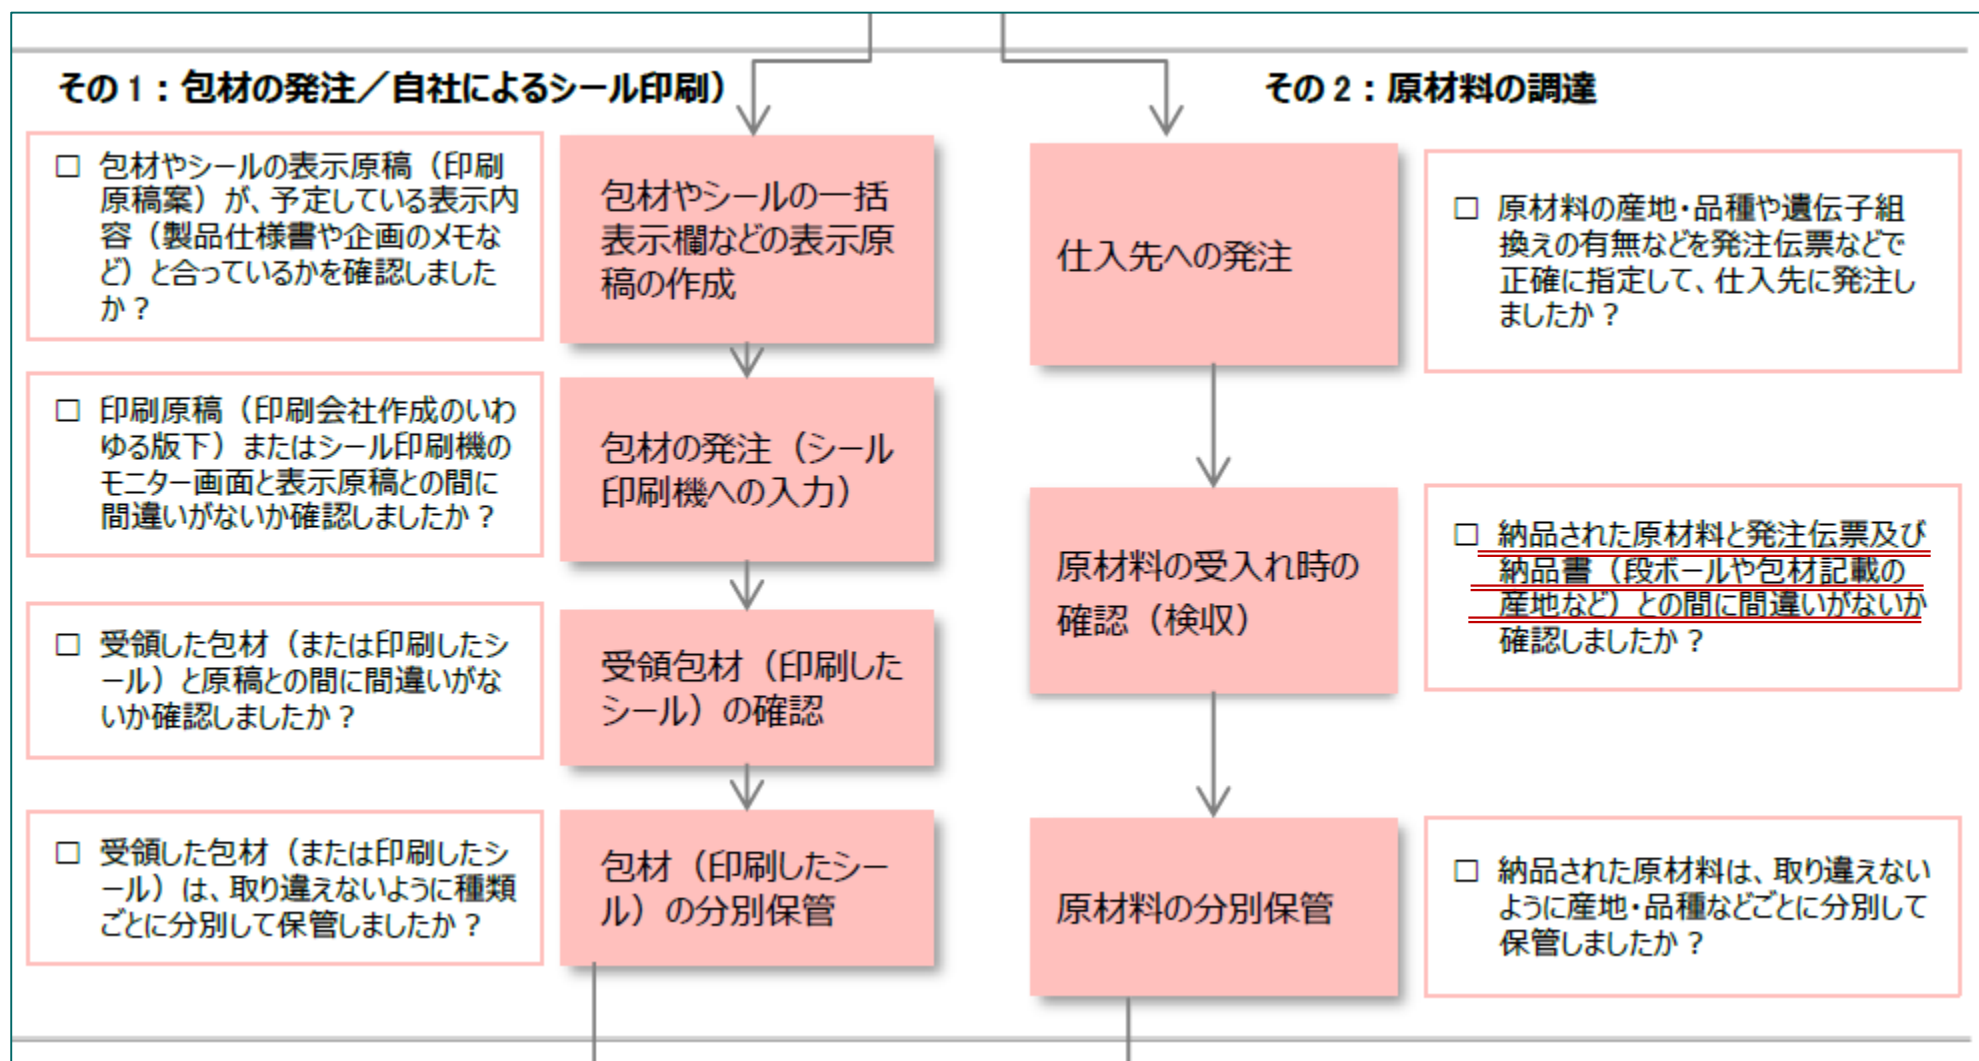 その1：包材の発注／自社によるシール印刷）
□ 包材やシールの表示原稿（印刷
原稿案）が、予定している表示内
容（製品仕様書や企画のメモな
ど）と合っているかを確認しました
か？
包材やシールの一括
表示欄などの表示原
稿の作成
□ 印刷原稿（印刷会社作成のいわ
ゆる版下）またはシール印刷機の
モニター画面と表示原稿との間に
間違いがないか確認しましたか？
包材の発注（シール
印刷機への入力）
□ 受領した包材（または印刷したシ
ール）と原稿との間に間違いがな
いか確認しましたか？
受領包材（印刷した
シール）の確認
□ 受領した包材（または印刷したシ
ール）は、取り違えないように種類
ごとに分別して保管しましたか？
包材（印刷したシー
ル）の分別保管
その2：原材料の調達
仕入先への発注
□ 原材料の産地・品種や遺伝子組
換えの有無などを発注伝票などで
正確に指定して、仕入先に発注し
ましたか？
原材料の受入れ時の
確認（検収）
□ 納品された原材料と発注伝票及び
納品書（段ボールや包材記載の
産地など）との間に間違いがないか
確認しましたか？
原材料の分別保管
□ 納品された原材料は、取り違えない
ように産地・品種などごとに分別して
保管しましたか？